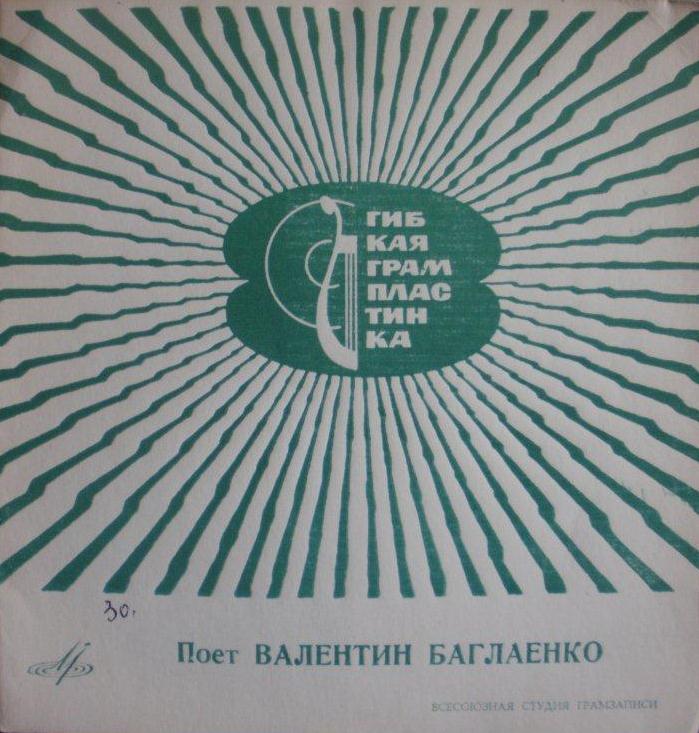 ГИБ
КАЯ
ГРАМ
ПЛАС
ТИН
КА
30.
Поет ВАЛЕНТИН БАГЛАЕНКО
ВСЕСОЮЗНАЯ СТУДИЯ ГРАМЗАПИСИ